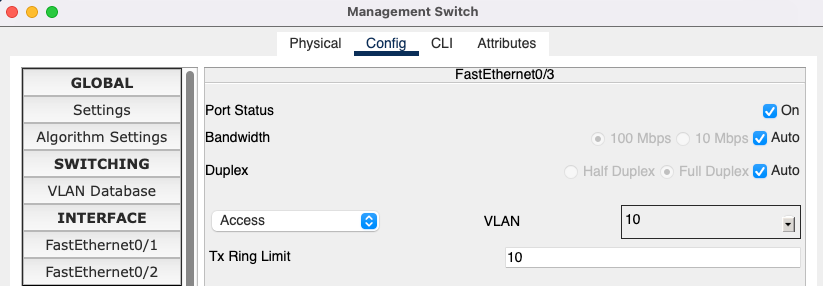 Management Switch
Physical Config CLI Attributes
GLOBAL
Settings
Algorithm Settings
SWITCHING
VLAN Database
INTERFACE
FastEthernet0/1
FastEthernet0/2
FastEthernet0/3
Port Status On
Bandwidth 100 Mbps 10 Mbps Auto
Duplex Half Duplex Full Duplex Auto
Access VLAN 10
Tx Ring Limit 10